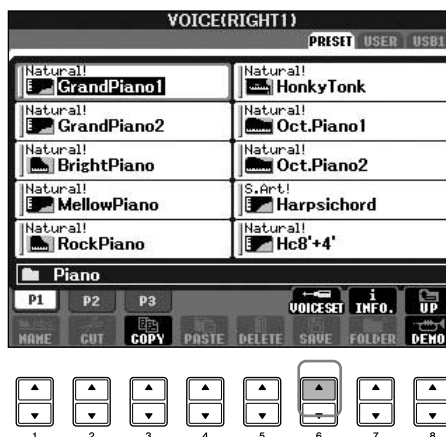 VOICE(RIGHT1)
PRESET USER USB1
Natural!
GrandPiano1
Natural!
HonkyTonk
Natural!
GrandPiano2
Natural!
Oct.Piano1
Natural!
BrightPiano
Natural!
Oct.Piano2
Natural!
MellowPiano
S.Art!
Harpsichord
Natural!
RockPiano
Natural!
Hc8'+4'
Piano
P1 P2 P3 VOICESET INFO. UP
NAME CUT COPY PASTE DELETE SAVE FOLDER DEMO
1 2 3 4 5 6 7 8